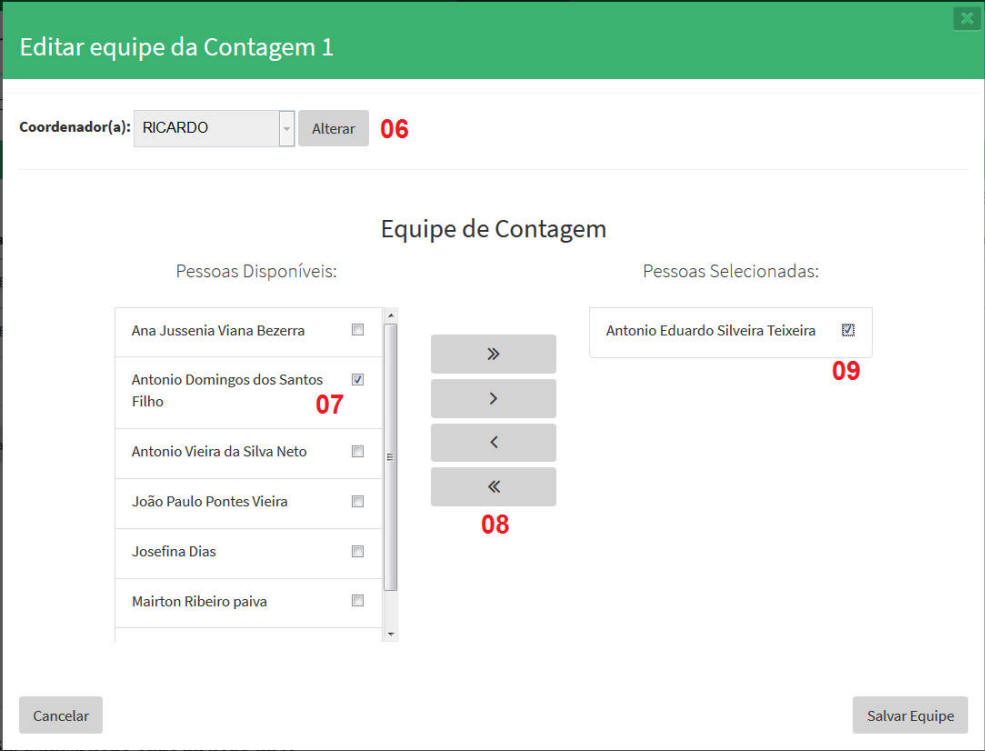 Editar equipe da Contagem 1
Coordenador(a): RICARDO Alterar 06
Equipe de Contagem
Pessoas Disponíveis:
Pessoas Selecionadas:
Ana Jussenia Viana Bezerra
Antonio Domingos dos Santos
Filho
07
Antonio Vieira da Silva Neto
João Paulo Pontes Vieira
Josefina Dias
Mairton Ribeiro paiva
»
>
<
«
08
Antonio Eduardo Silveira Teixeira
09
Cancelar
Salvar Equipe